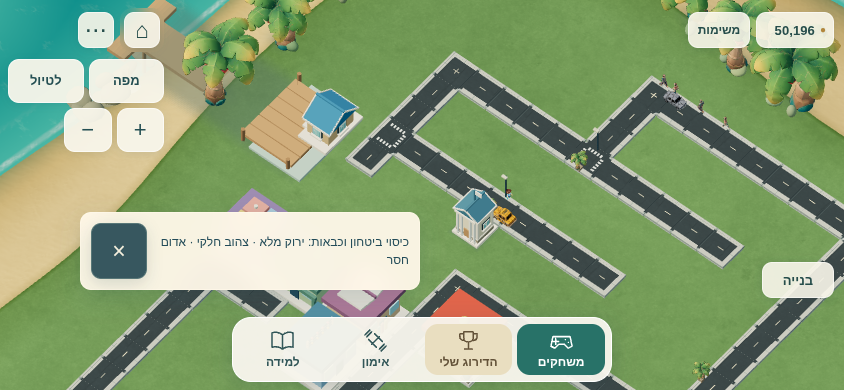 50,196
משימות
⌂
...
מפה
לטיול
+
−
כיסוי ביטחון וכבאות: ירוק מלא · צהוב חלקי · אדום
חסר
×
בנייה
משחקים
הדירוג שלי
אימון
למידה